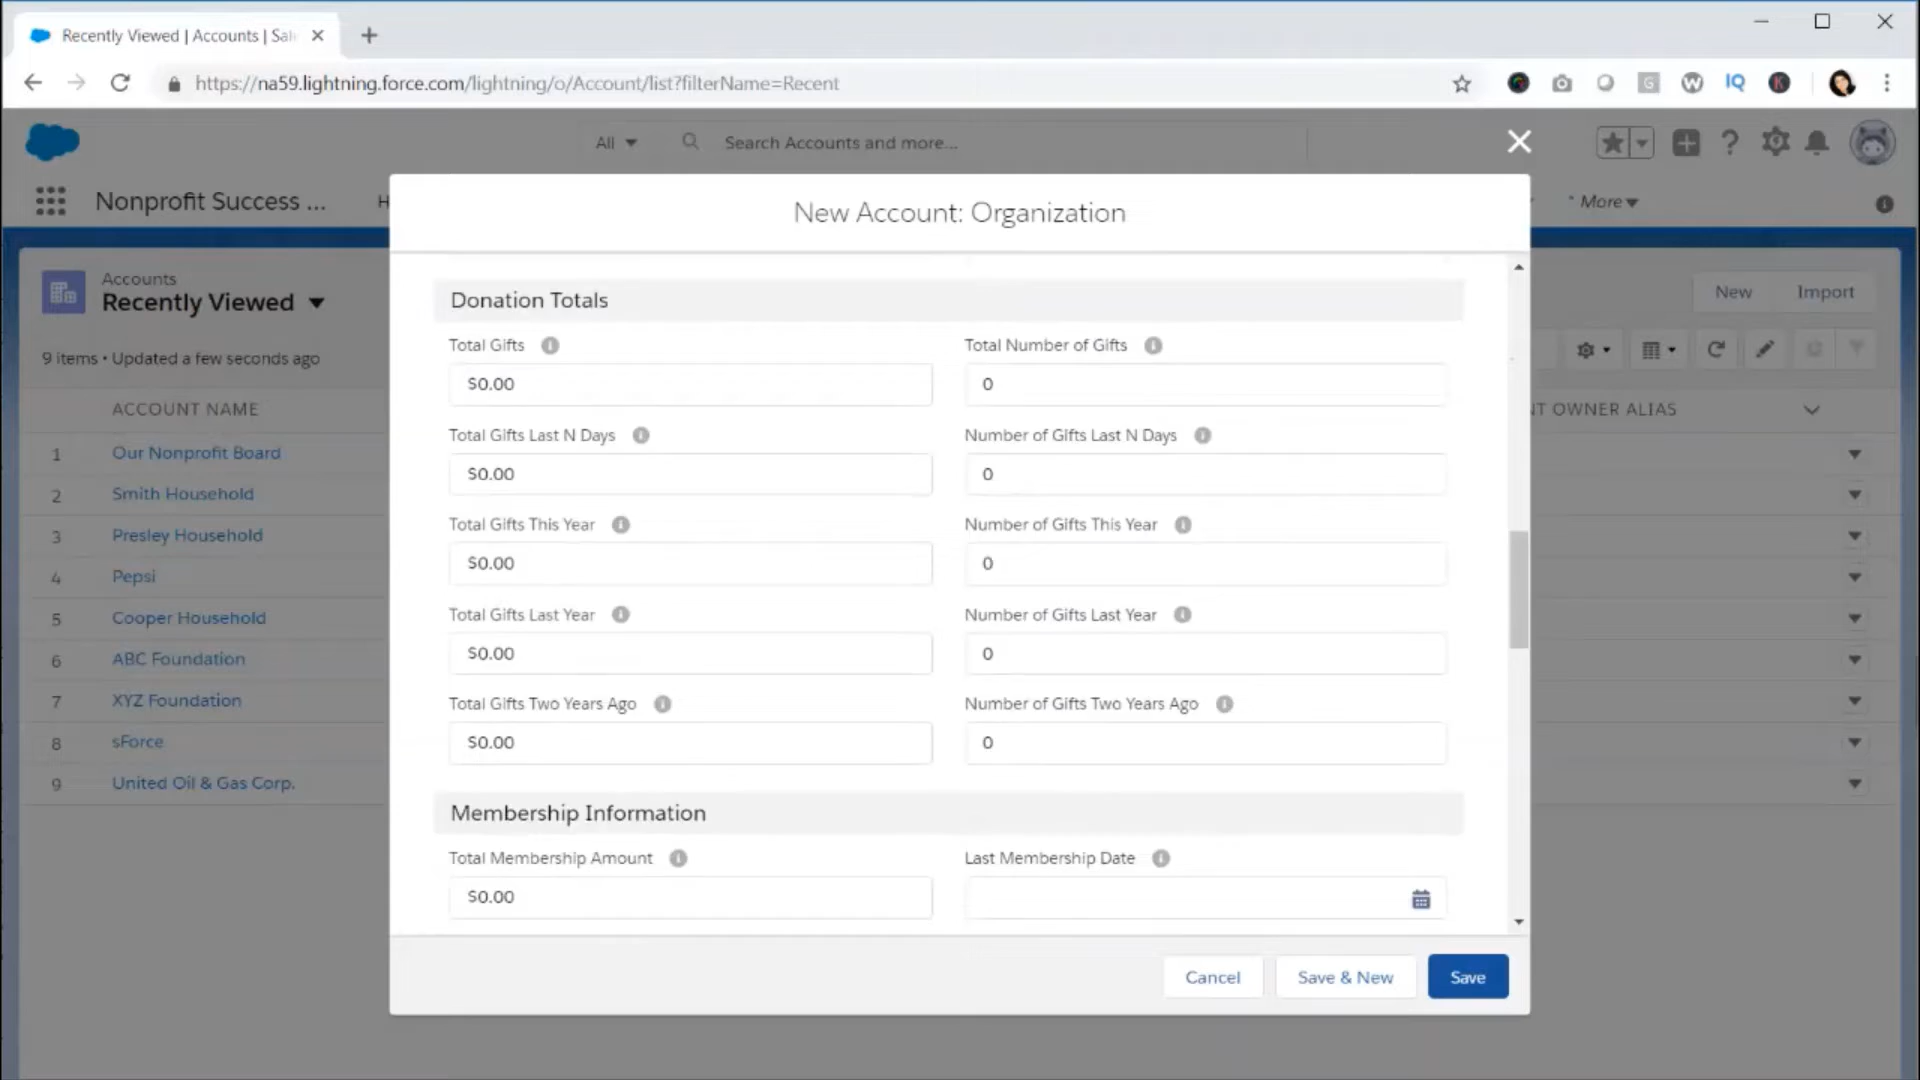 Recently Viewed | Accounts | Sal
https://na59.lightning.force.com/lightning/o/Account/list?filterName=Recent
G
W
IQ
K
All
Search Accounts and more...
Nonprofit Success ...
H
* More
New Account: Organization
Accounts
Recently Viewed
9 items • Updated a few seconds ago
New
Import
ACCOUNT NAME
NT OWNER ALIAS
1 Our Nonprofit Board
2 Smith Household
3 Presley Household
4 Pepsi
5 Cooper Household
6 ABC Foundation
7 XYZ Foundation
8 sForce
9 United Oil & Gas Corp.
Donation Totals
Total Gifts
$0.00
Total Number of Gifts
0
Total Gifts Last N Days
$0.00
Number of Gifts Last N Days
0
Total Gifts This Year
$0.00
Number of Gifts This Year
0
Total Gifts Last Year
$0.00
Number of Gifts Last Year
0
Total Gifts Two Years Ago
$0.00
Number of Gifts Two Years Ago
0
Membership Information
Total Membership Amount
$0.00
Last Membership Date
Cancel
Save & New
Save